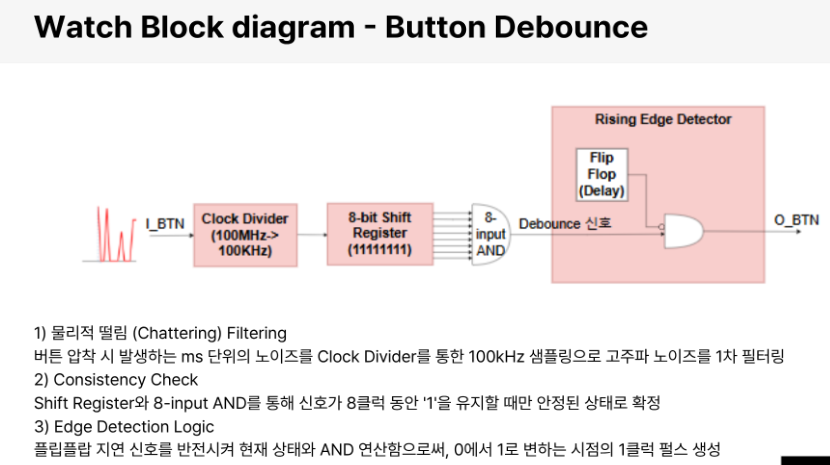 Watch Block diagram - Button Debounce
Rising Edge Detector
Flip
Flop
(Delay)
I_BTN
Clock Divider
(100MHz->
100KHz)
8-bit Shift
Register
(11111111)
8-
input
AND
Debounce 신호
O_BTN
1) 물리적 떨림 (Chattering) Filtering
버튼 압착 시 발생하는 ms 단위의 노이즈를 Clock Divider를 통한 100kHz 샘플링으로 고주파 노이즈를 1차 필터링
2) Consistency Check
Shift Register와 8-input AND를 통해 신호가 8클럭 동안 '1'을 유지할 때만 안정된 상태로 확정
3) Edge Detection Logic
플립플랍 지연 신호를 반전시켜 현재 상태와 AND 연산함으로써, 0에서 1로 변하는 시점의 1클럭 펄스 생성